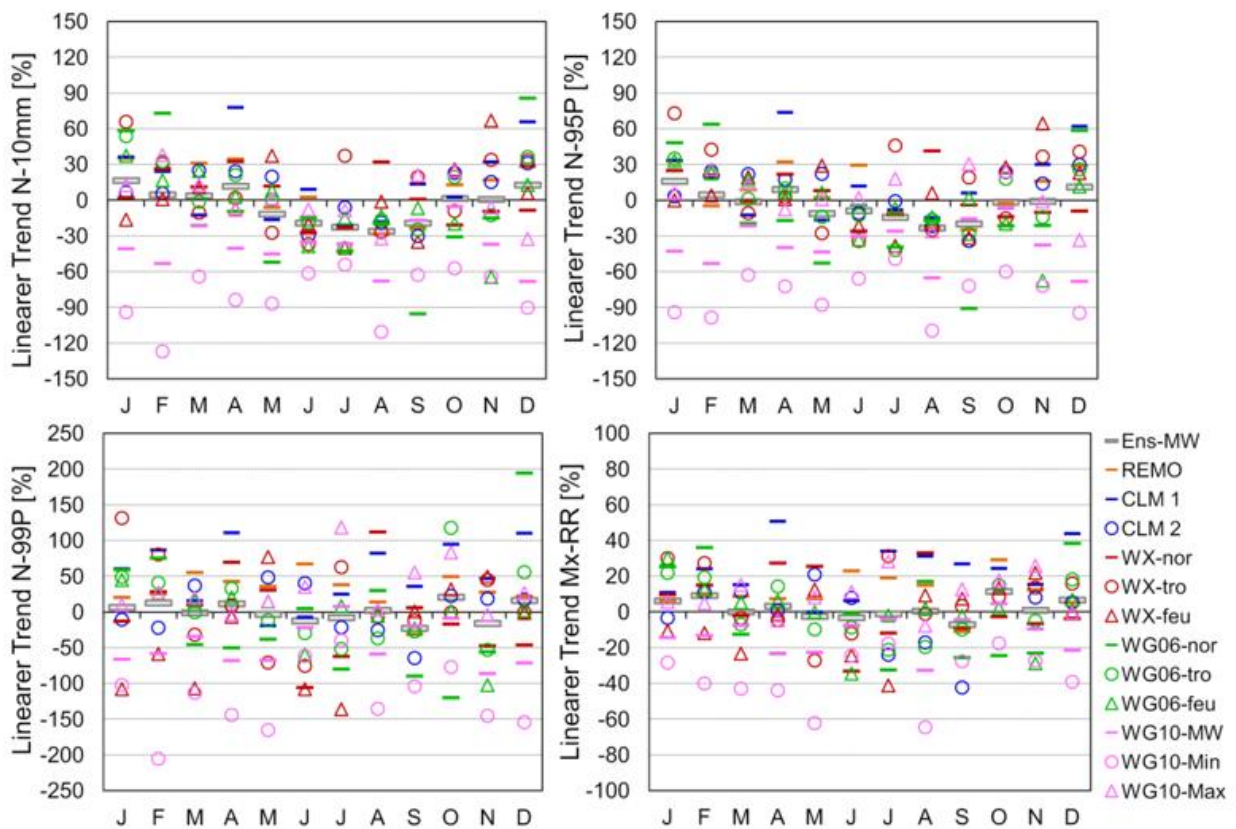 Linearer Trend N-10mm [%]
150
120
90
60
30
0
-30
-60
-90
-120
-150
J F M A M J J A S O N D
Linearer Trend N-95P [%]
150
120
90
60
30
0
-30
-60
-90
-120
-150
J F M A M J J A S O N D
Linearer Trend N-99P [%]
250
200
150
100
50
0
-50
-100
-150
-200
-250
J F M A M J J A S O N D
Linearer Trend Mx-RR [%]
100
80
60
40
20
0
-20
-40
-60
-80
-100
J F M A M J J A S O N D
Ens-MW
REMO
CLM 1
CLM 2
WX-nor
WX-tro
WX-feu
WG06-nor
WG06-tro
WG06-feu
WG10-MW
WG10-Min
WG10-Max